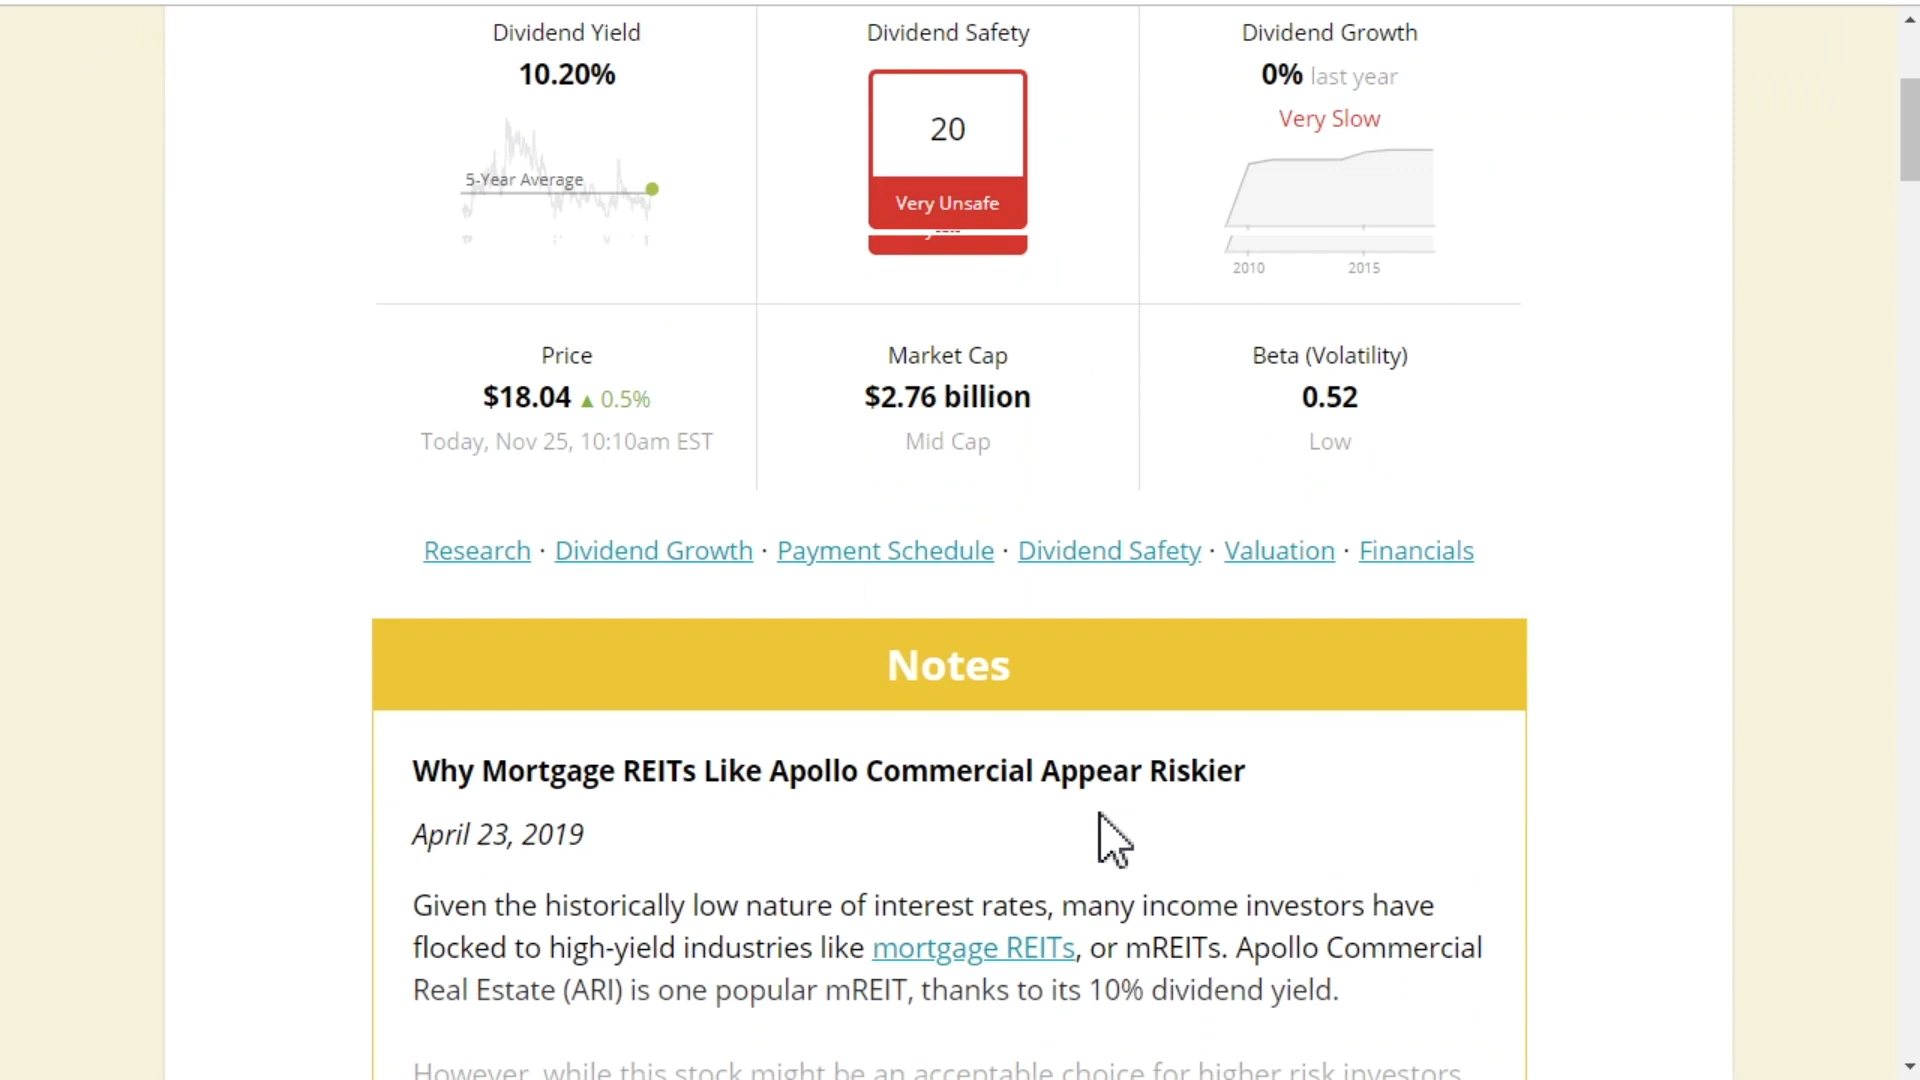 Dividend Yield
10.20%
5-Year Average
Dividend Safety
20
Very Unsafe
Dividend Growth
0% last year
Very Slow
2010 2015
Price
$18.04 ▲ 0.5%
Today, Nov 25, 10:10am EST
Market Cap
$2.76 billion
Mid Cap
Beta (Volatility)
0.52
Low
Research · Dividend Growth · Payment Schedule · Dividend Safety · Valuation · Financials
Notes
Why Mortgage REITs Like Apollo Commercial Appear Riskier
April 23, 2019
Given the historically low nature of interest rates, many income investors have
flocked to high-yield industries like mortgage REITs, or mREITs. Apollo Commercial
Real Estate (ARI) is one popular mREIT, thanks to its 10% dividend yield.
However, while this stock might be an acceptable choice for higher risk investors